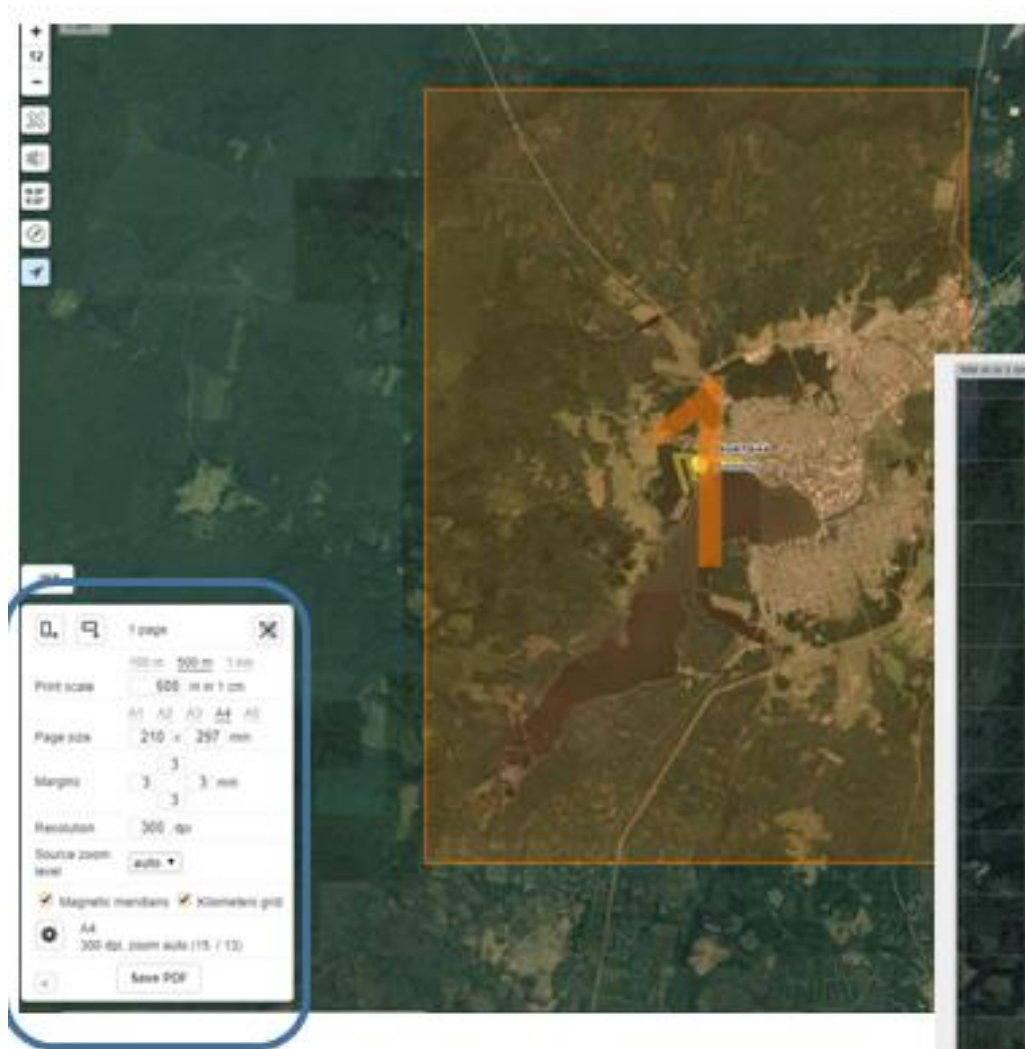 +
12
-
1
1 page
100 m 500 m 1 km
Print scale 500 m in 1 cm
A1 A2 A3 A4 A5
Page size 210 x 297 mm
3
Margins 3 3 mm
3
Resolution 300 dpi
Source zoom
level auto
Magnetic meridians Kilometers grid
A4
300 dpi, zoom auto (15 / 13)
Save PDF